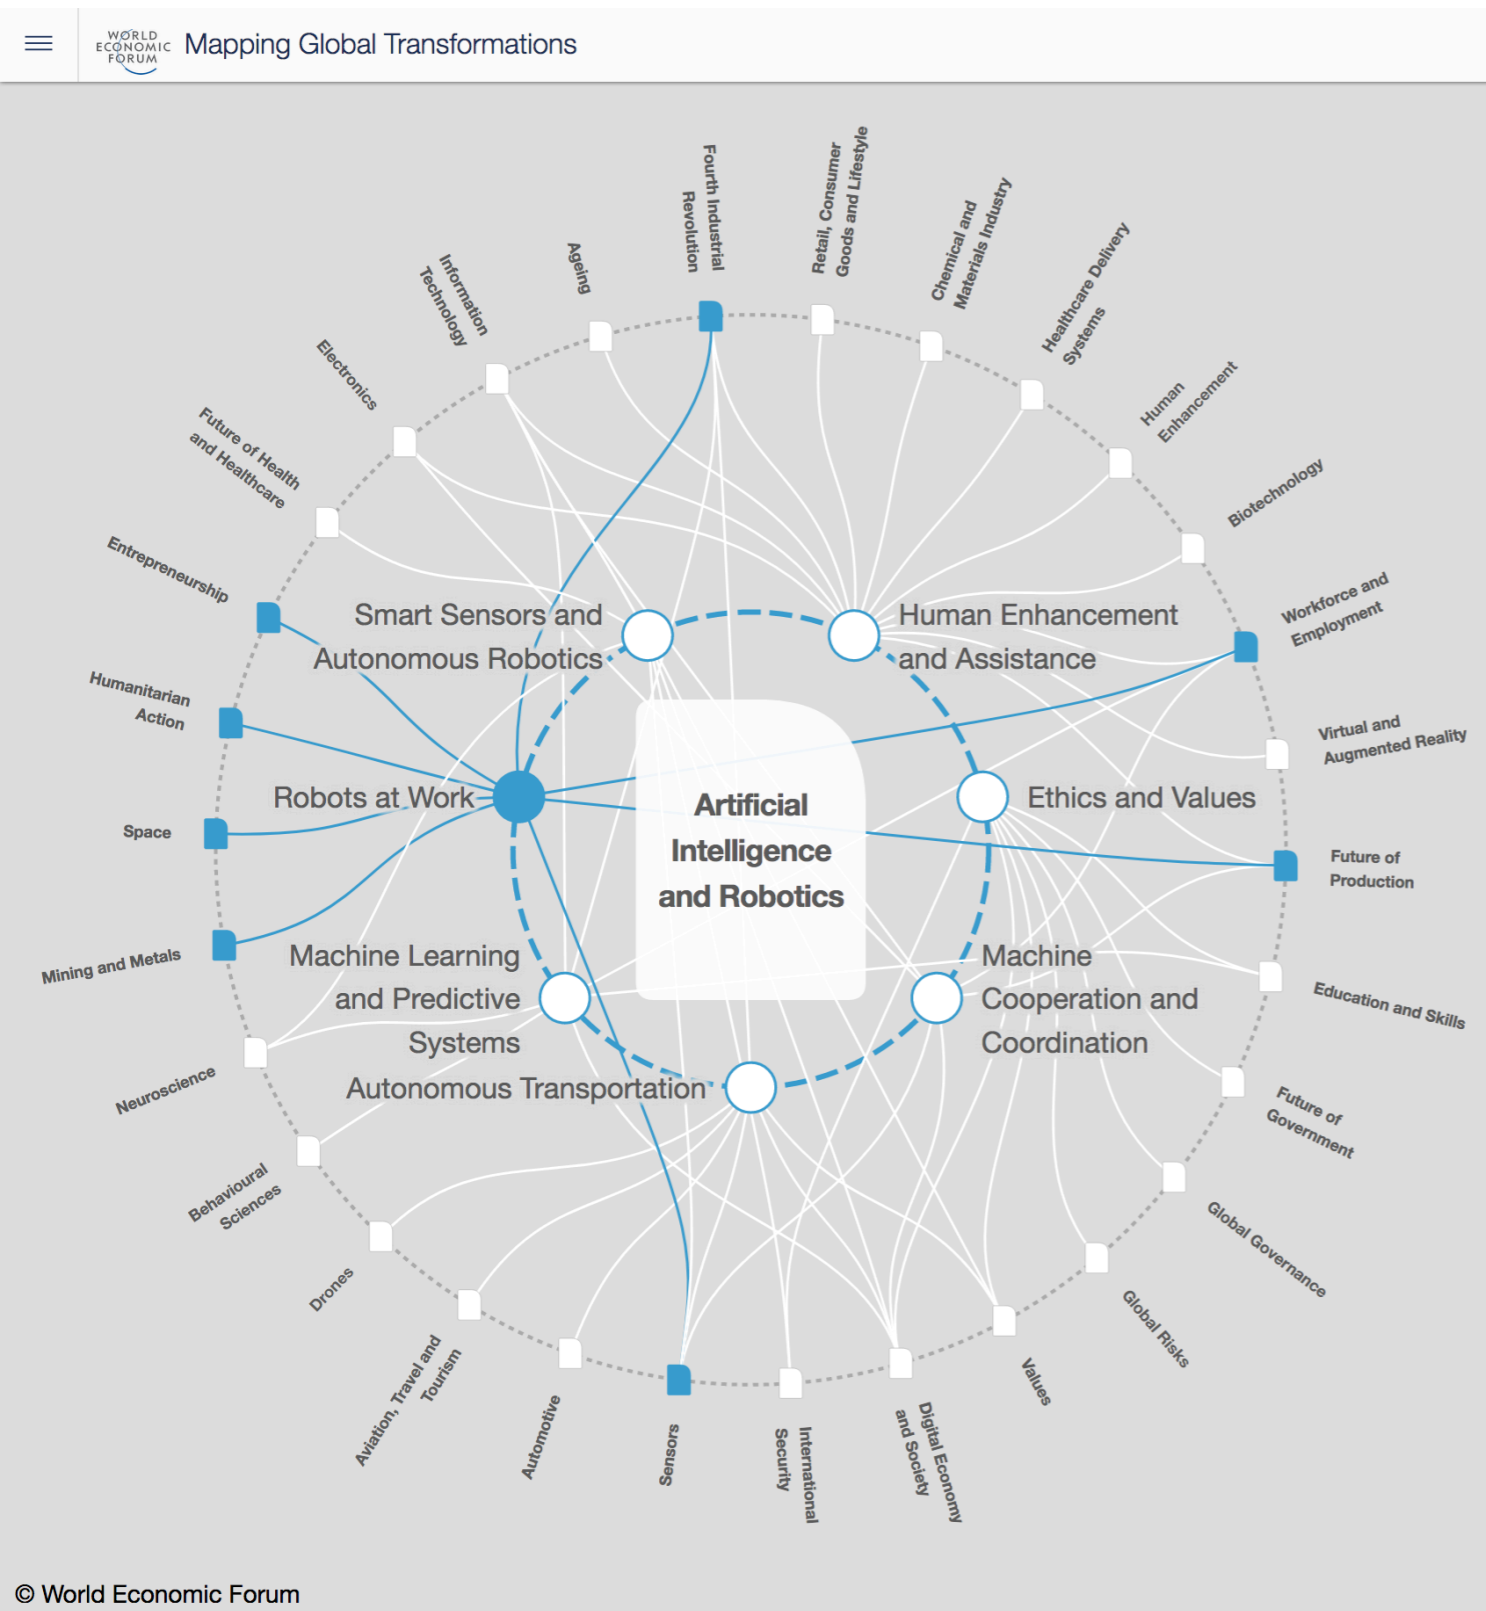 WORLD
ECONOMIC
FORUM
Mapping Global Transformations
Fourth Industrial
Revolution
Retail, Consumer
Goods and Lifestyle
Chemical and
Materials Industry
Healthcare Delivery
Systems
Human
Enhancement
Biotechnology
Workforce and
Employment
Virtual and
Augmented Reality
Future of
Production
Education and Skills
Future of
Government
Global Governance
Global Risks
Values
Digital Economy
and Society
International
Security
Sensors
Automotive
Aviation, Travel and
Tourism
Drones
Behavioural
Sciences
Neuroscience
Mining and Metals
Space
Humanitarian
Action
Entrepreneurship
Future of Health
and Healthcare
Electronics
Information
Technology
Ageing
Smart Sensors and
Autonomous Robotics
Human Enhancement
and Assistance
Robots at Work
Ethics and Values
Artificial
Intelligence
and Robotics
Machine Learning
and Predictive
Systems
Machine
Cooperation and
Coordination
Autonomous Transportation
© World Economic Forum